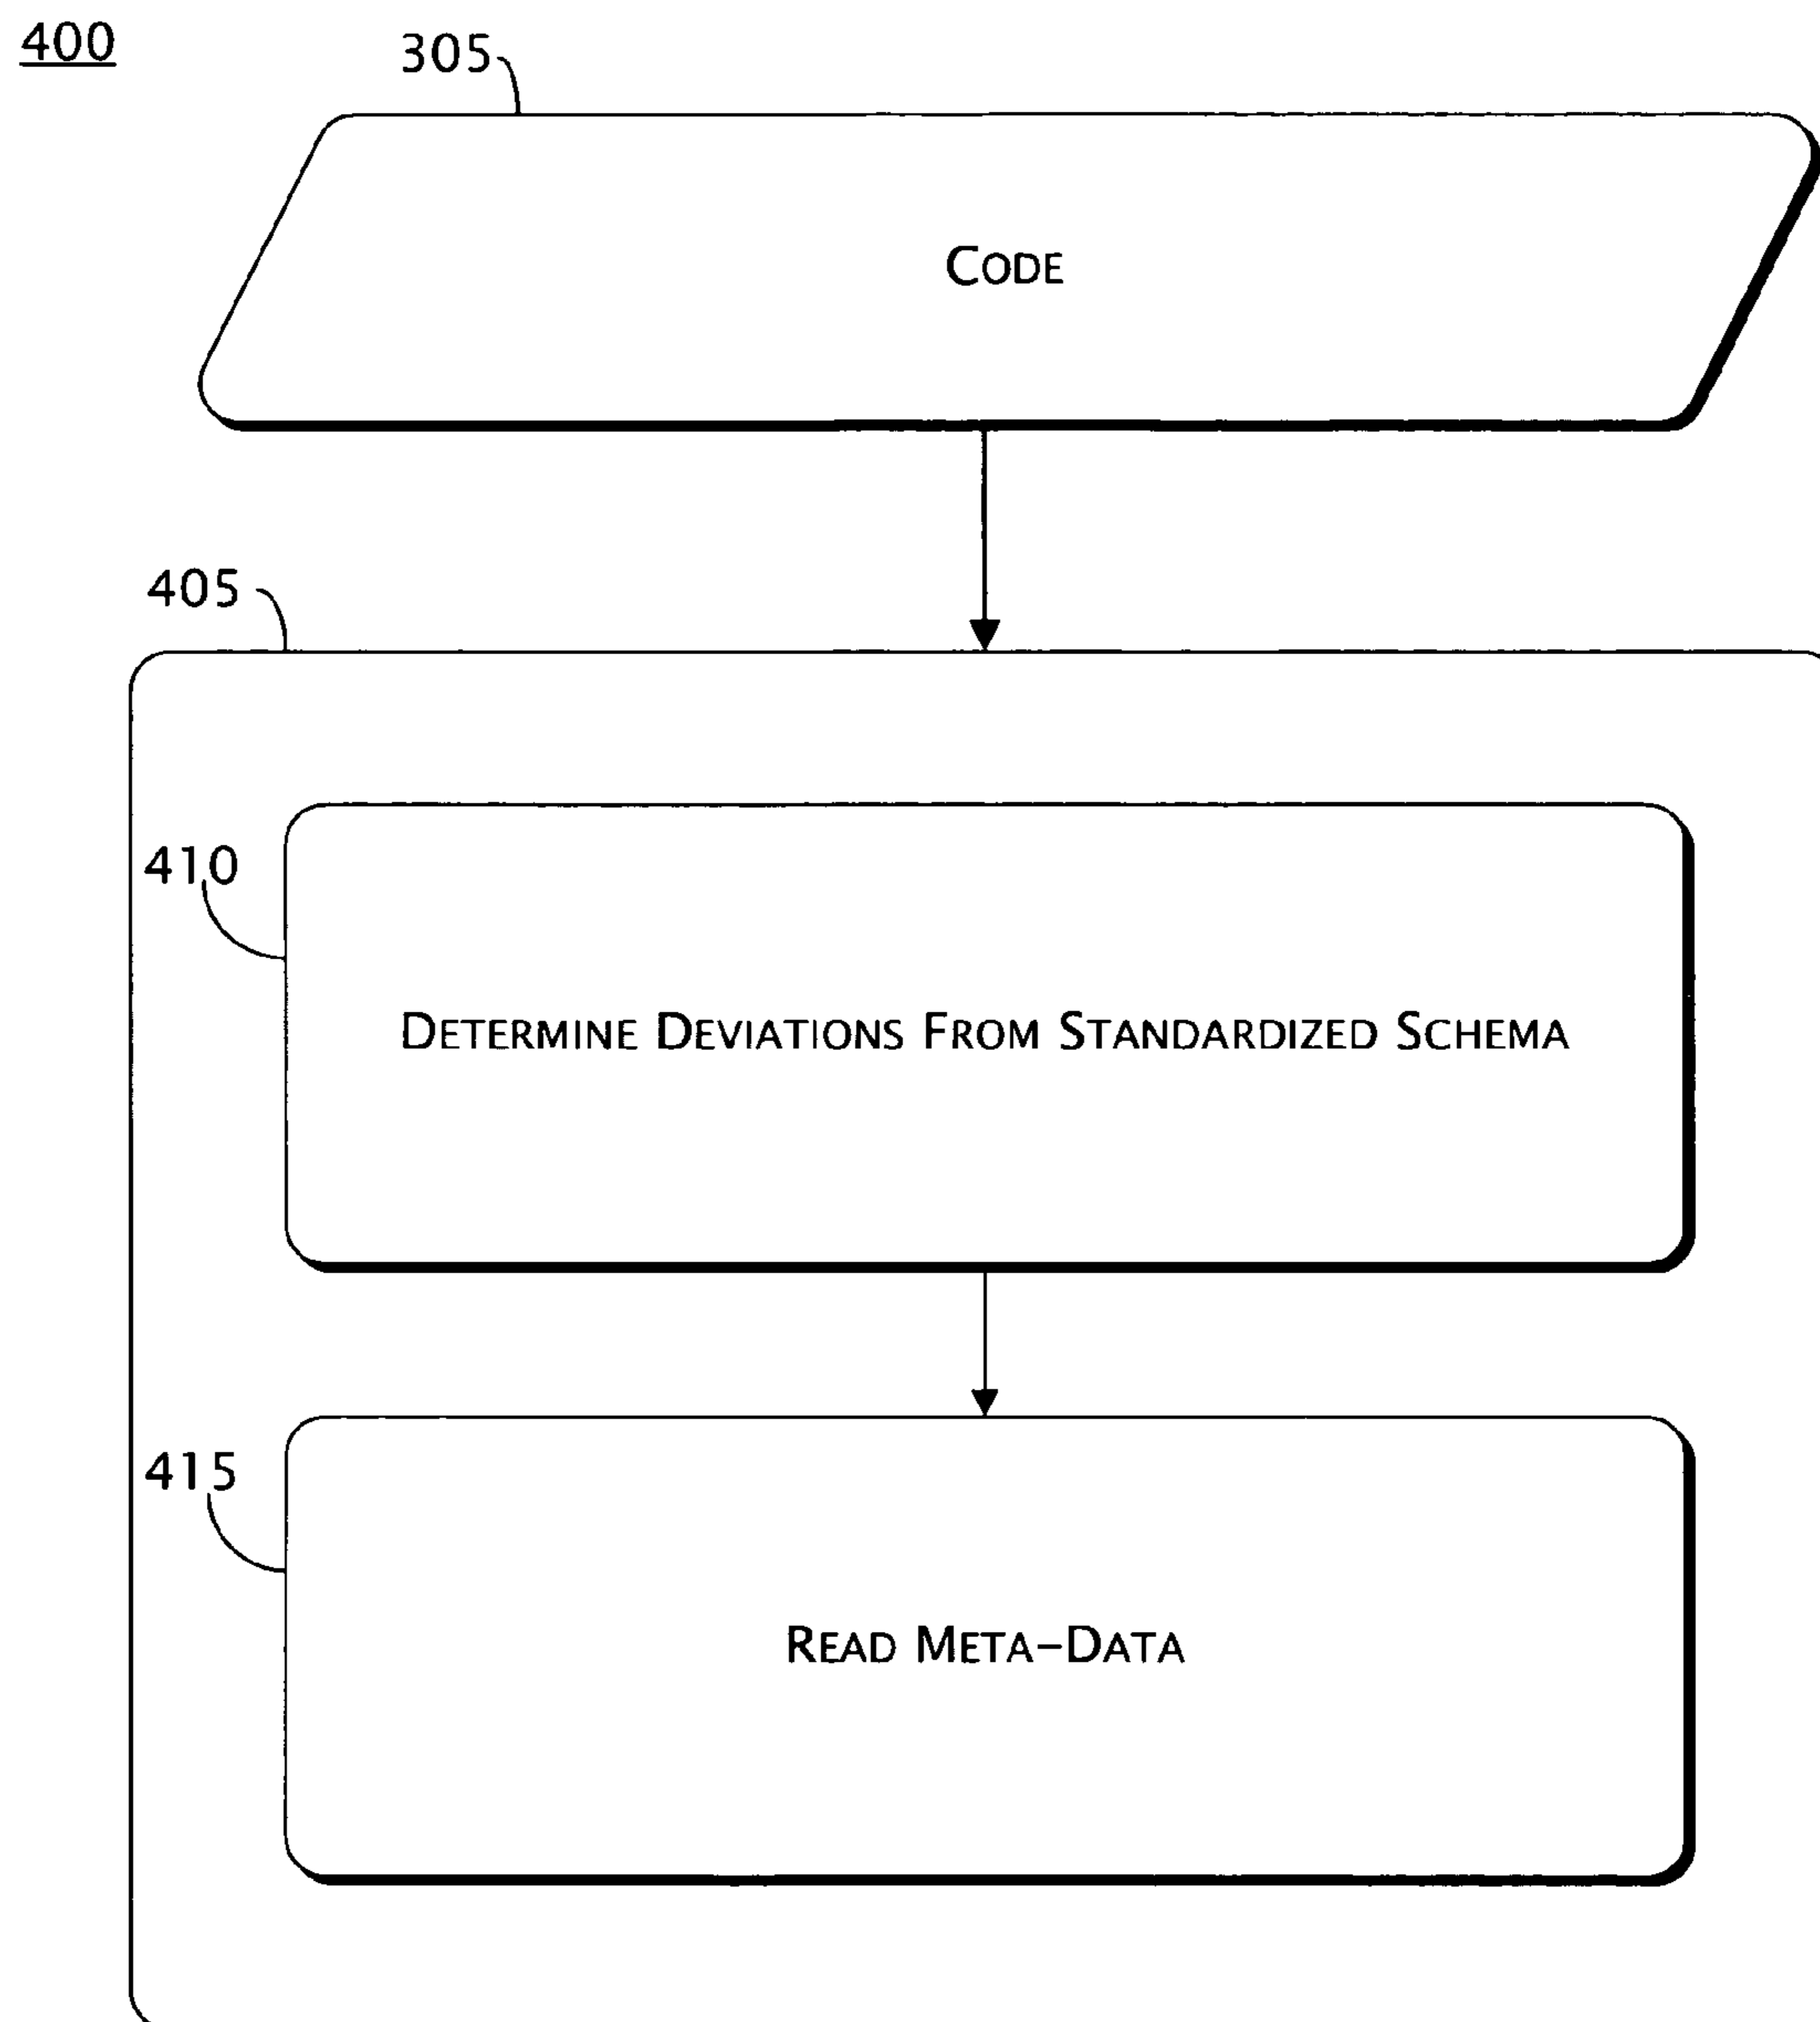 400
305
CODE
405
410
DETERMINE DEVIATIONS FROM STANDARDIZED SCHEMA
415
READ META-DATA